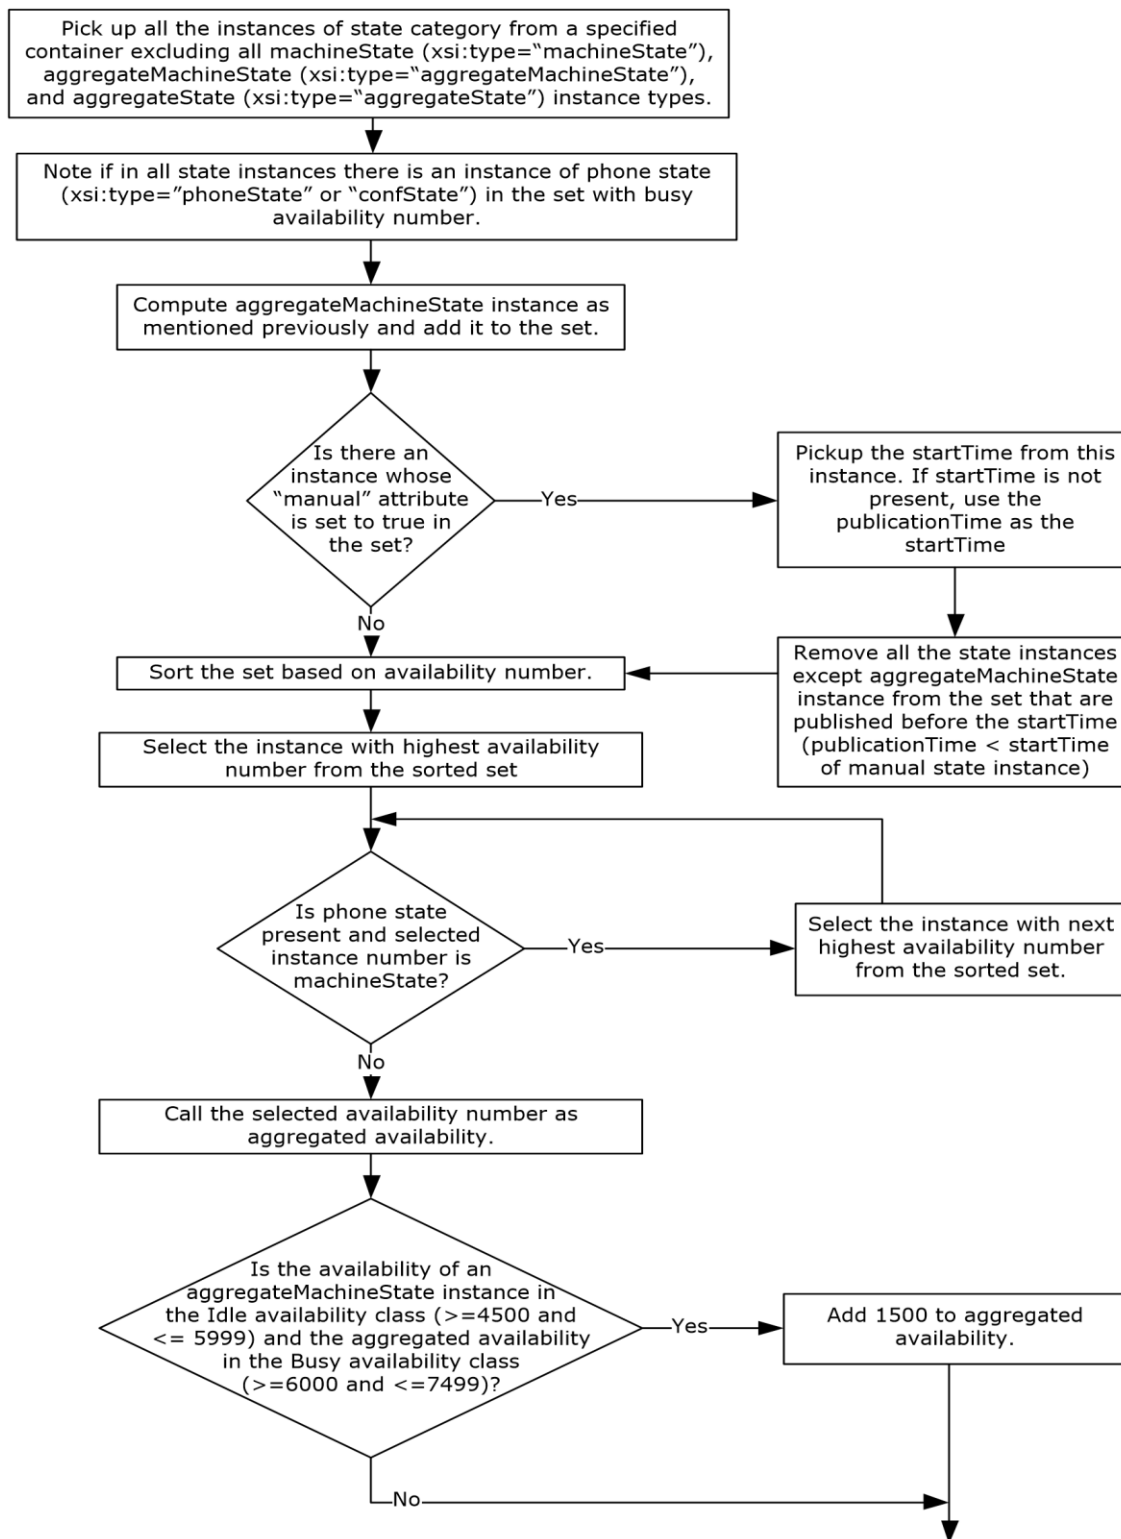 Pick up all the instances of state category from a specified
container excluding all machineState (xsi:type=“machineState”),
aggregateMachineState (xsi:type=“aggregateMachineState”),
and aggregateState (xsi:type=“aggregateState”) instance types.
Note if in all state instances there is an instance of phone state
(xsi:type=”phoneState” or “confState”) in the set with busy
availability number.
Compute aggregateMachineState instance as
mentioned previously and add it to the set.
Is there an
instance whose
“manual” attribute
is set to true in
the set?
Yes
Pickup the startTime from this
instance. If startTime is not
present, use the
publicationTime as the
startTime
No
Remove all the state instances
except aggregateMachineState
instance from the set that are
published before the startTime
(publicationTime < startTime
of manual state instance)
Sort the set based on availability number.
Select the instance with highest availability
number from the sorted set
Is phone state
present and selected
instance number is
machineState?
Yes
Select the instance with next
highest availability number
from the sorted set.
No
Call the selected availability number as
aggregated availability.
Is the availability of an
aggregateMachineState instance in
the Idle availability class (>=4500 and
<= 5999) and the aggregated availability
in the Busy availability class
(>=6000 and <=7499)?
Yes
Add 1500 to aggregated
availability.
No